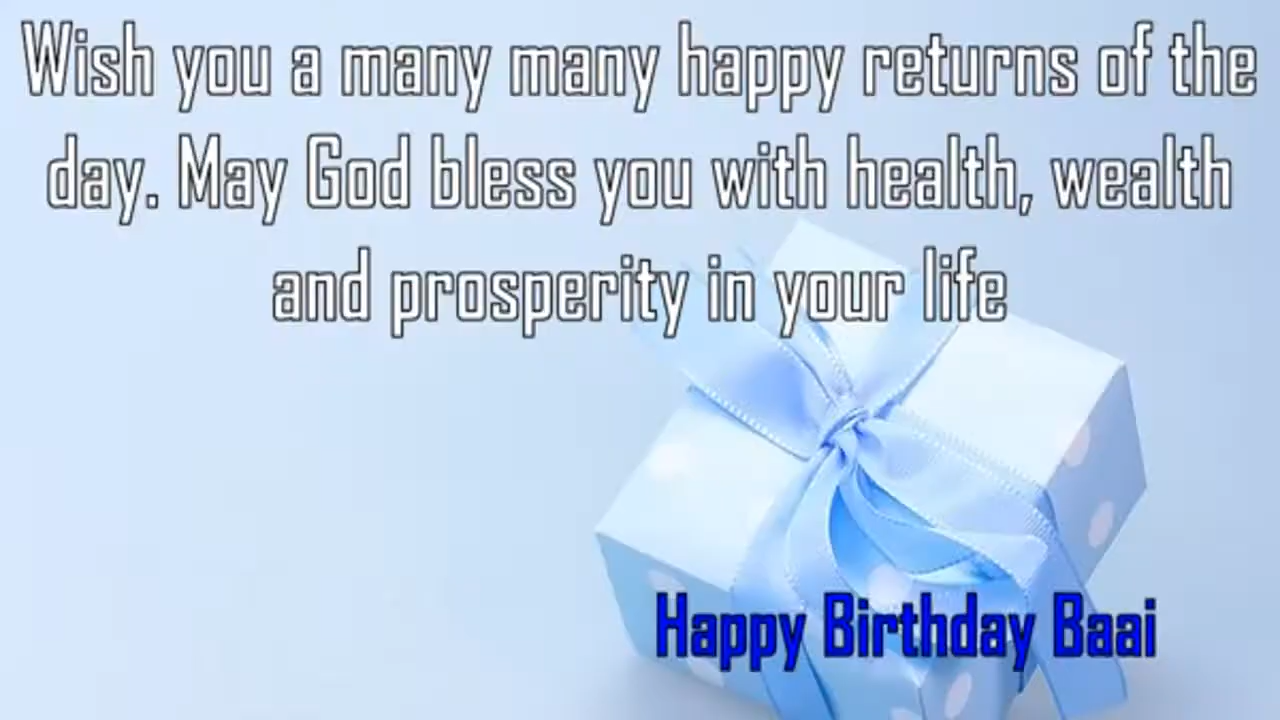 Wish you a many many happy returns of the
day. May God bless you with health, wealth
and prosperity in your life
Happy Birthday Baai